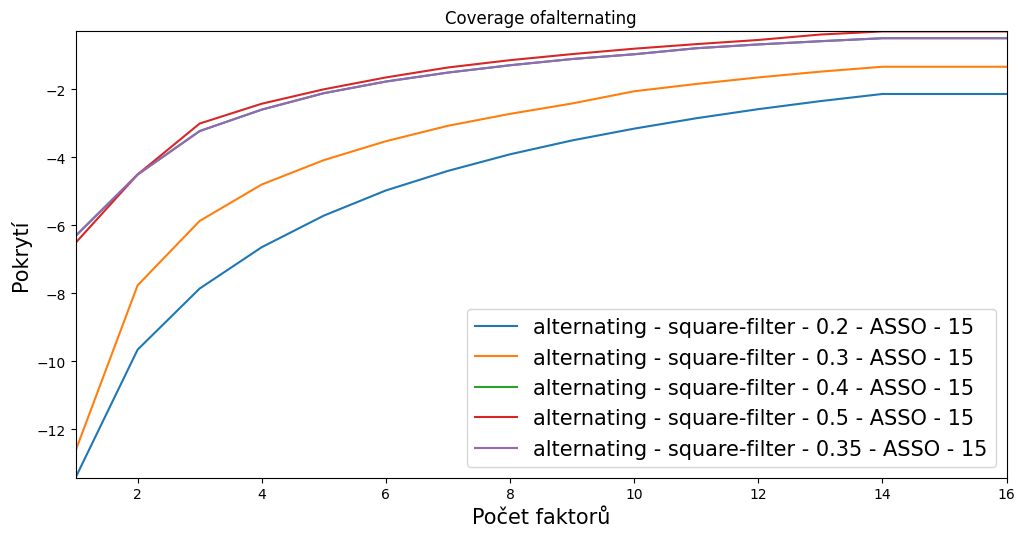 Coverage ofalternating
Pokrytí
−2
−4
−6
−8
−10
−12
alternating - square-filter - 0.2 - ASSO - 15
alternating - square-filter - 0.3 - ASSO - 15
alternating - square-filter - 0.4 - ASSO - 15
alternating - square-filter - 0.5 - ASSO - 15
alternating - square-filter - 0.35 - ASSO - 15
2 4 6 8 10 12 14 16
Počet faktorů